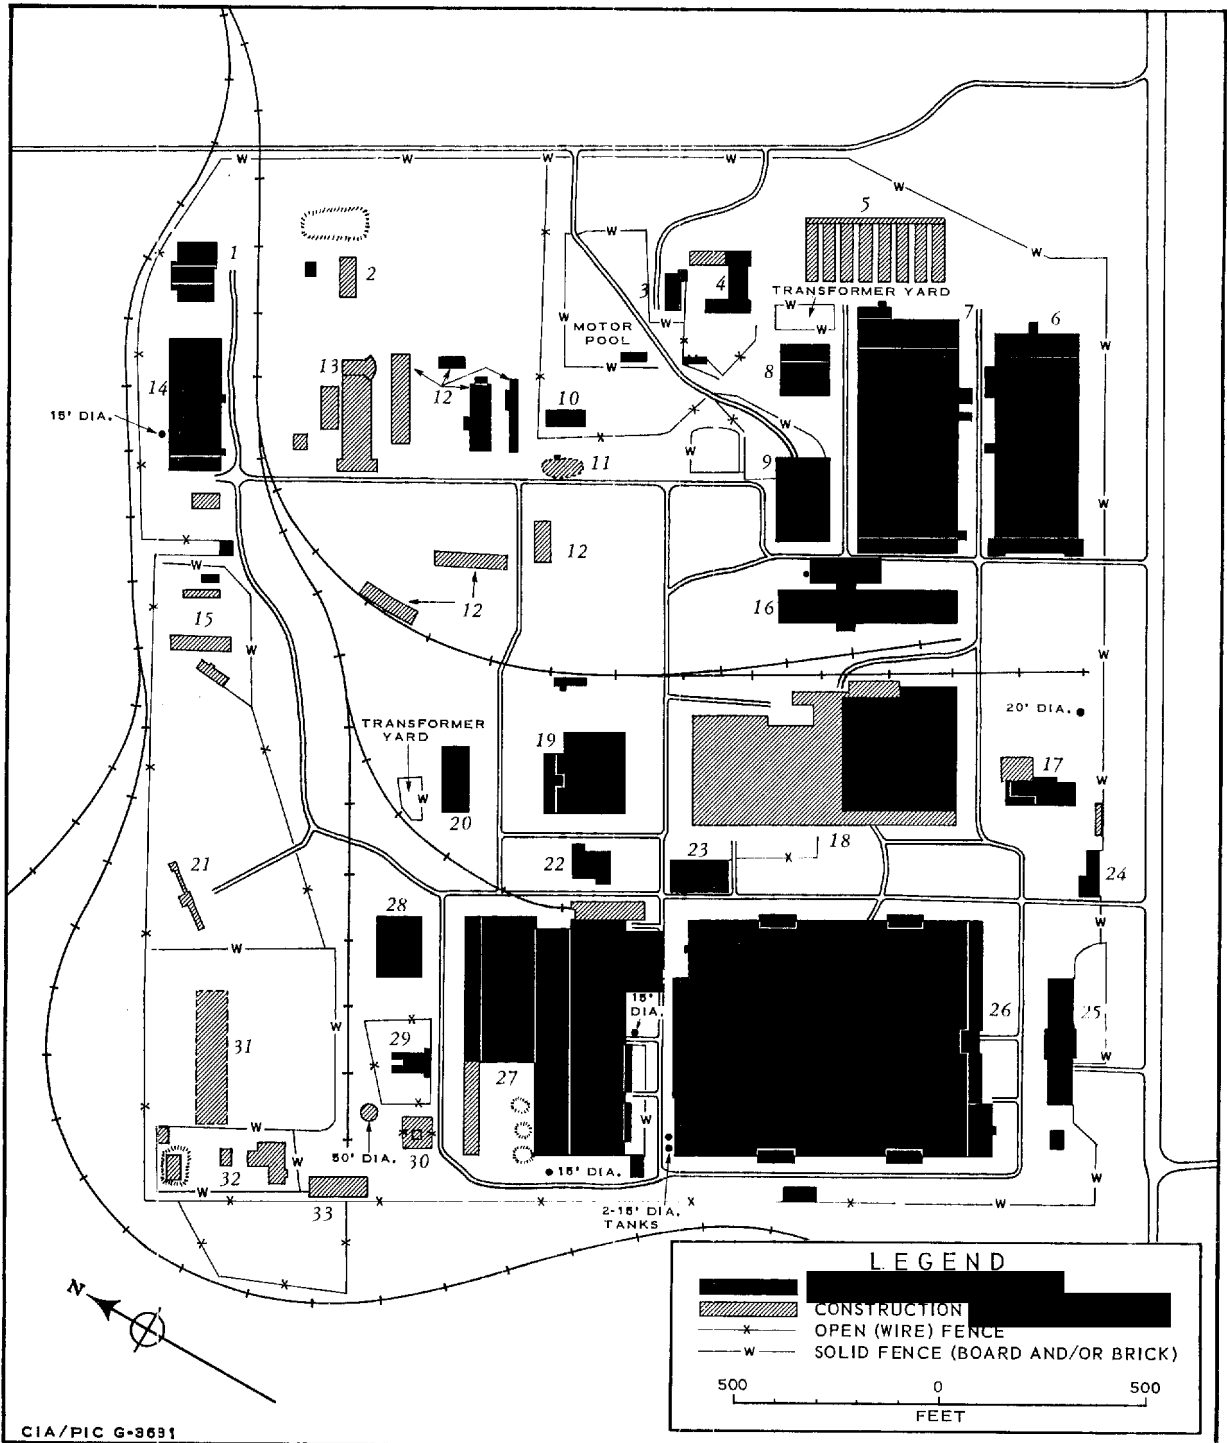 5
1
2
3
4
TRANSFORMER YARD
7
6
MOTOR
POOL
8
13
14
12
10
15' DIA.
9
11
12
12
16
15
TRANSFORMER
YARD
19
20' DIA.
17
20
18
22
23
21
24
28
15'
DIA.
26
25
29
31
27
50' DIA.
30
15' DIA.
32
33
2-15' DIA.
TANKS
N
LEGEND
CONSTRUCTION
OPEN (WIRE) FENCE
SOLID FENCE (BOARD AND/OR BRICK)
500 0 500
FEET
CIA/PIC G-3691